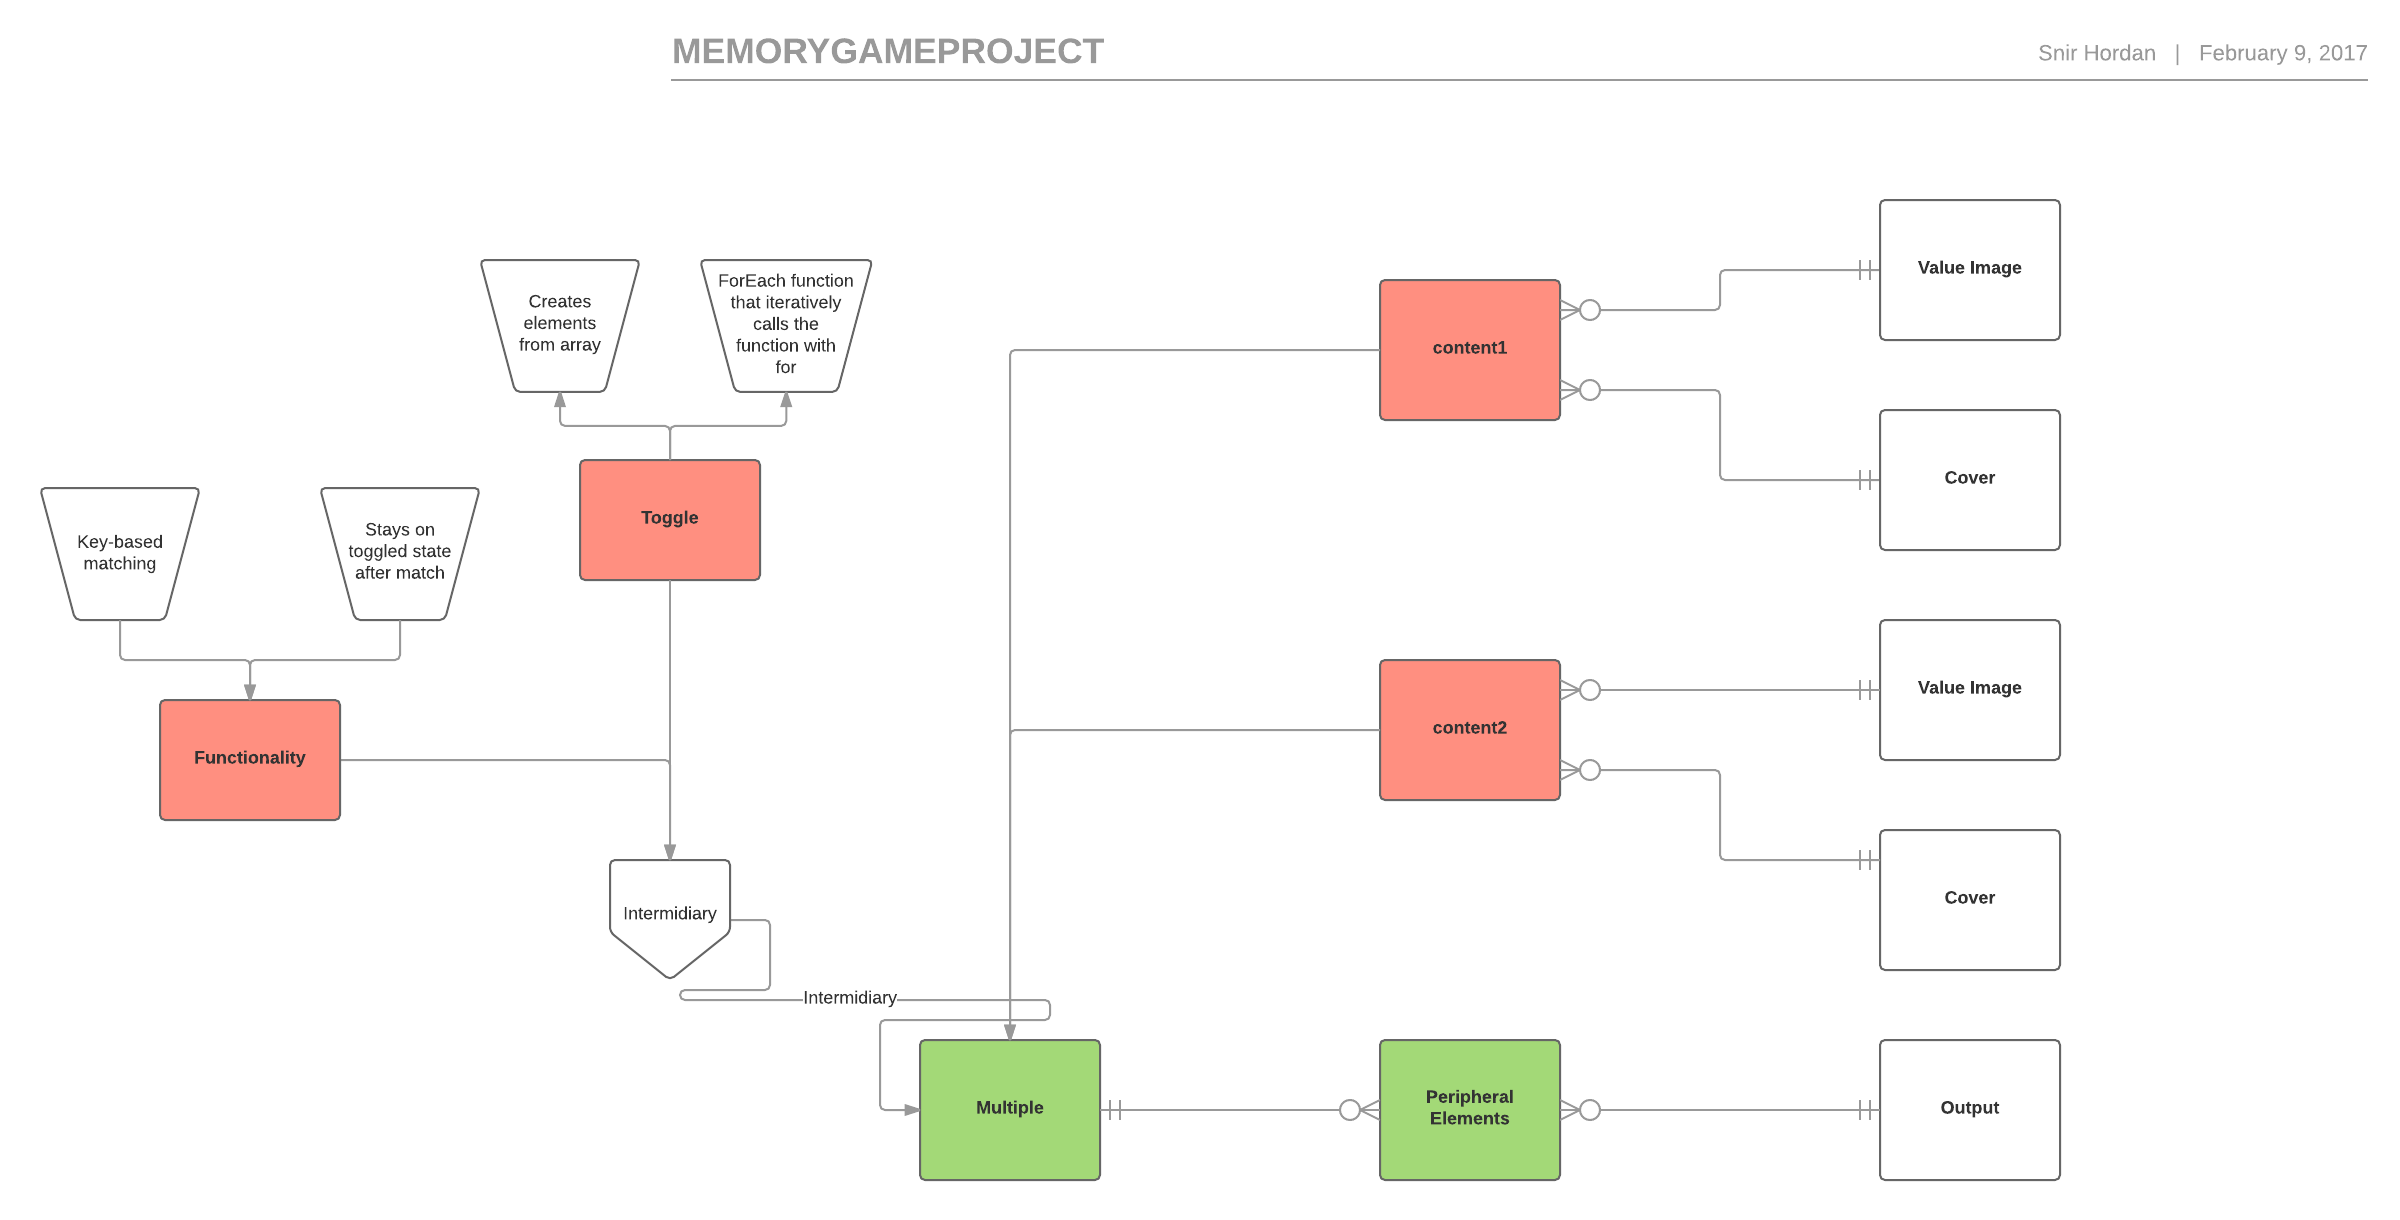 MEMORYGAMEPROJECT
Snir Hordan | February 9, 2017
Creates
elements
from array
ForEach function
that iteratively
calls the
function with
for
Toggle
Key-based
matching
Stays on
toggled state
after match
Functionality
Intermidiary
Intermidiary
content1
Value Image
Cover
content2
Value Image
Cover
Multiple
Peripheral
Elements
Output